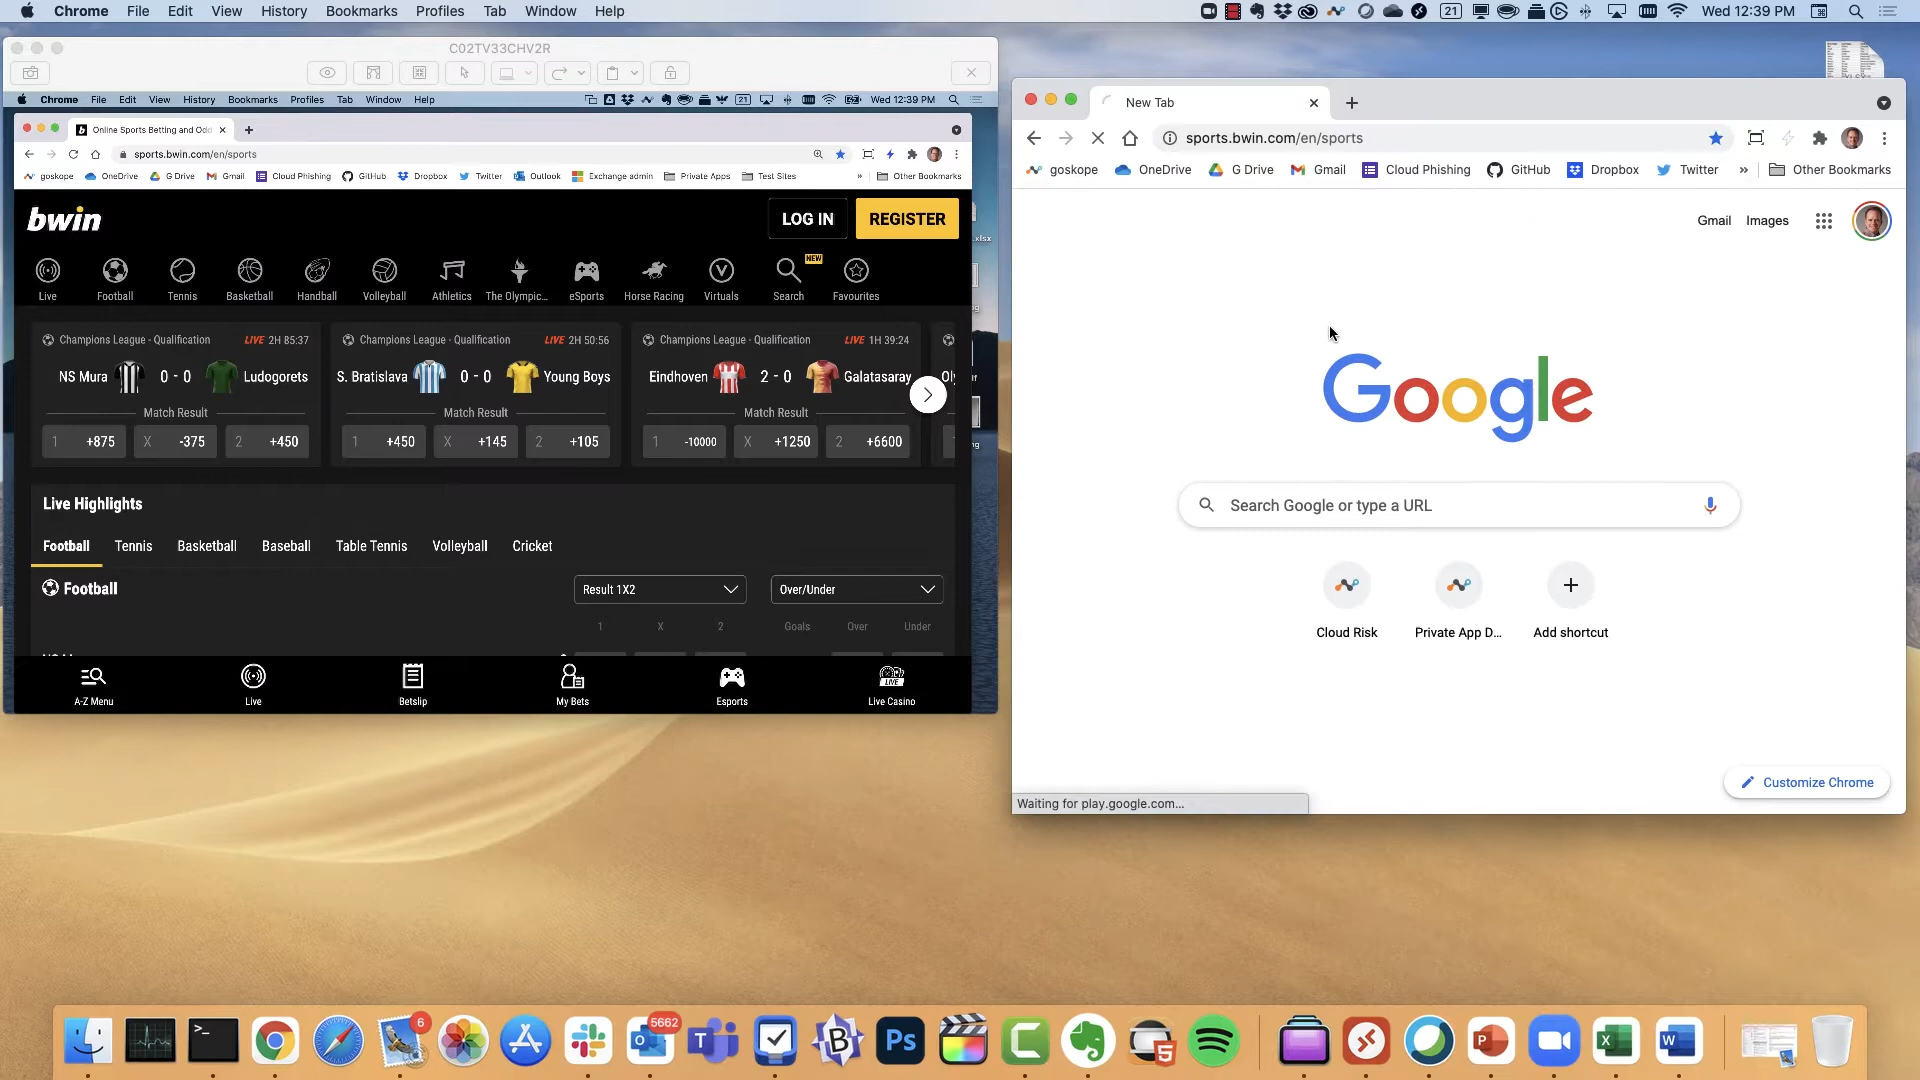 Chrome File Edit View History Bookmarks Profiles Tab Window Help 21 Wed 12:39 PM
C02TV33CHV2R
Chrome File Edit View History Bookmarks Profiles Tab Window Help 21 Wed 12:39 PM
Online Sports Betting and Odd
sports.bwin.com/en/sports
goskope OneDrive G Drive Gmail Cloud Phishing GitHub Dropbox Twitter Outlook Exchange admin Private Apps Test Sites » Other Bookmarks
bwin LOG IN REGISTER
NEW
Live Football Tennis Basketball Handball Volleyball Athletics The Olympic... eSports Horse Racing Virtuals Search Favourites
Champions League - Qualification LIVE 2H 85:37
NS Mura 0 - 0 Ludogorets
Match Result
1 +875 X -375 2 +450
Champions League - Qualification LIVE 2H 50:56
S. Bratislava 0 - 0 Young Boys
Match Result
1 +450 X +145 2 +105
Champions League - Qualification LIVE 1H 39:24
Eindhoven 2 - 0 Galatasaray
Match Result
1 -10000 X +1250 2 +6600
Live Highlights
Football Tennis Basketball Baseball Table Tennis Volleyball Cricket
Football Result 1X2 Over/Under
1 X 2 Goals Over Under
A-Z Menu Live Betslip My Bets Esports LIVE Live Casino
.xlsx
New Tab
sports.bwin.com/en/sports
goskope OneDrive G Drive Gmail Cloud Phishing GitHub Dropbox Twitter » Other Bookmarks
Gmail Images
Google
Search Google or type a URL
Cloud Risk Private App D... Add shortcut
Customize Chrome
Waiting for play.google.com...
6 5662
>_ O T B Ps C 5 P X W